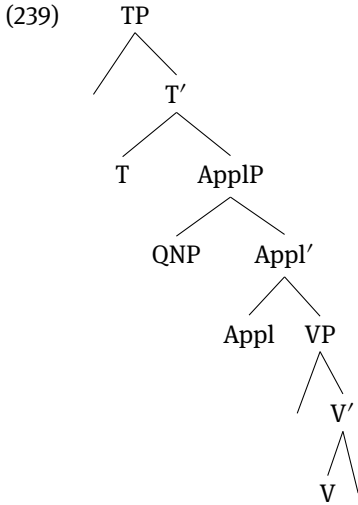 (239) TP
T′
T ApplP
QNP Appl′
Appl VP
V′
V